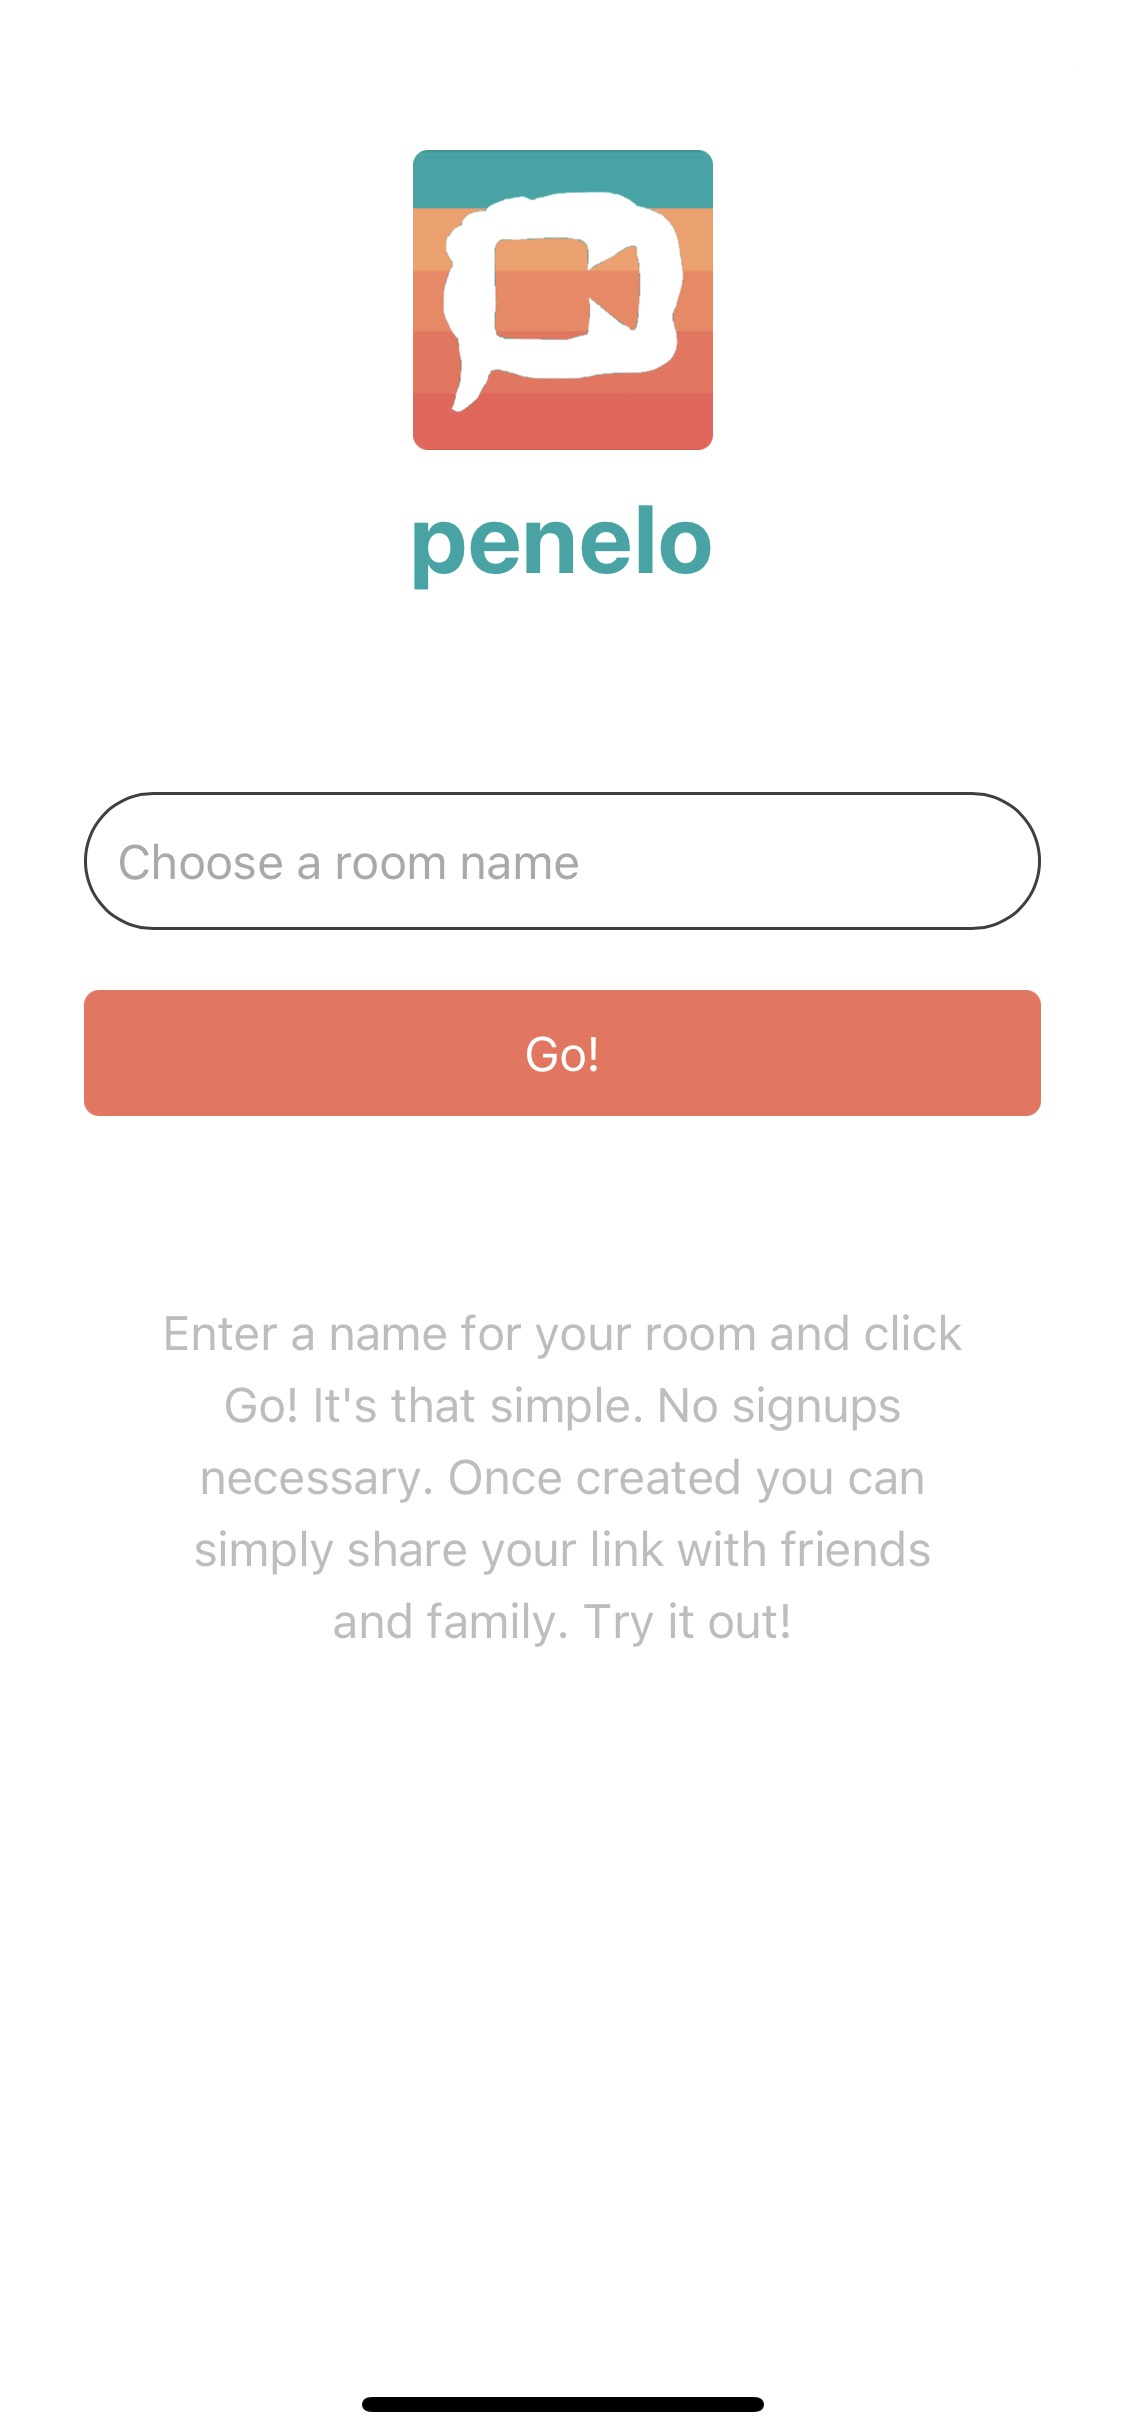 penelo
Choose a room name
Go!
Enter a name for your room and click
Go! It's that simple. No signups
necessary. Once created you can
simply share your link with friends
and family. Try it out!